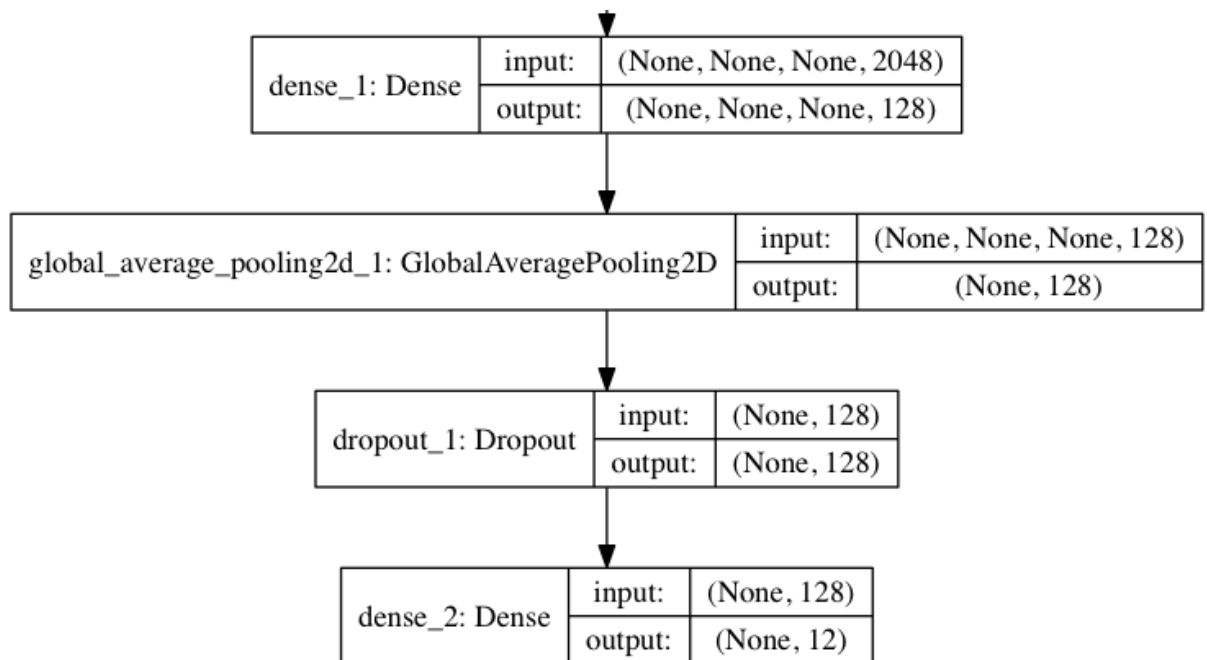 dense_1: Dense
input: (None, None, None, 2048)
output: (None, None, None, 128)
global_average_pooling2d_1: GlobalAveragePooling2D
input: (None, None, None, 128)
output: (None, 128)
dropout_1: Dropout
input: (None, 128)
output: (None, 128)
dense_2: Dense
input: (None, 128)
output: (None, 12)